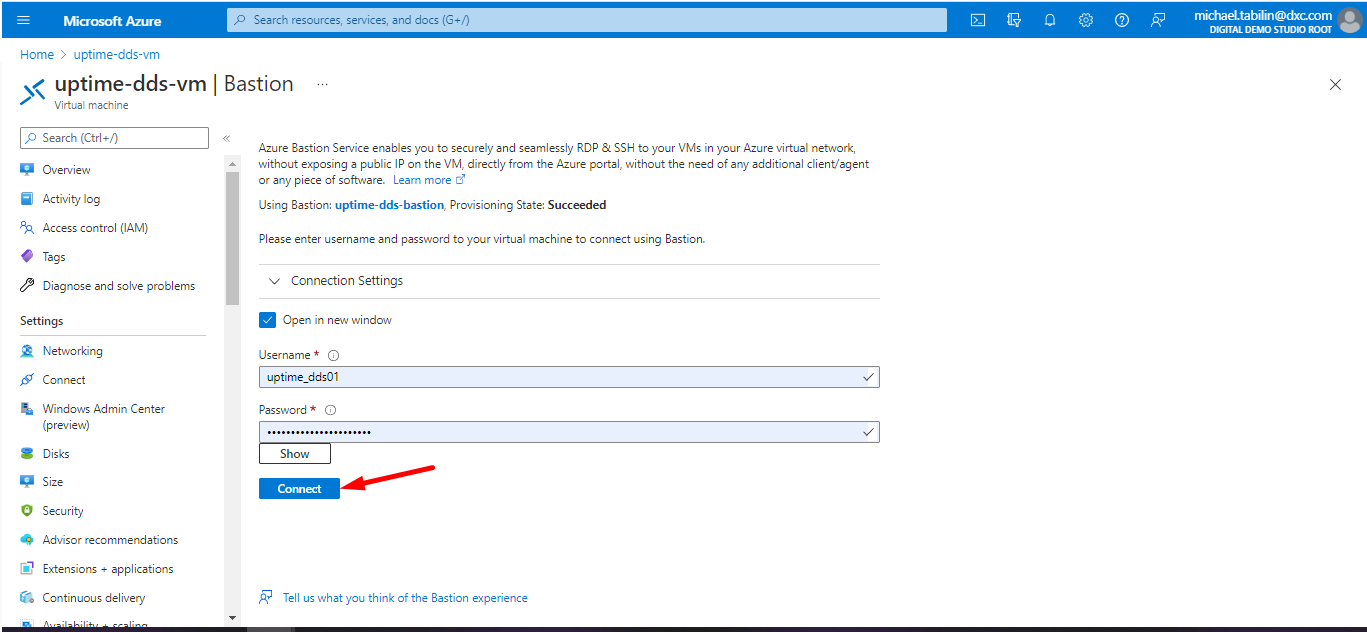 Microsoft Azure
Search resources, services, and docs (G+/)
michael.tabilin@dxc.com
DIGITAL DEMO STUDIO ROOT
Home > uptime-dds-vm
uptime-dds-vm | Bastion ...
Virtual machine
Search (Ctrl+/)
«
Overview
Activity log
Access control (IAM)
Tags
Diagnose and solve problems
Settings
Networking
Connect
Windows Admin Center
(preview)
Disks
Size
Security
Advisor recommendations
Extensions + applications
Continuous delivery
Availability + scaling
Azure Bastion Service enables you to securely and seamlessly RDP & SSH to your VMs in your Azure virtual network,
without exposing a public IP on the VM, directly from the Azure portal, without the need of any additional client/agent
or any piece of software. Learn more
Using Bastion: uptime-dds-bastion, Provisioning State: Succeeded
Please enter username and password to your virtual machine to connect using Bastion.
Connection Settings
Open in new window
Username *
uptime_dds01
Password *
••••••••••••••••••••••
Show
Connect
Tell us what you think of the Bastion experience